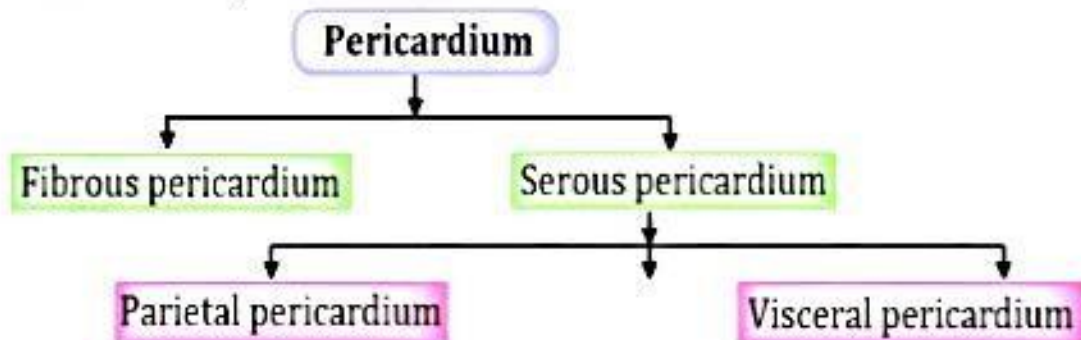 Pericardium
Fibrous pericardium
Serous pericardium
Parietal pericardium
Visceral pericardium